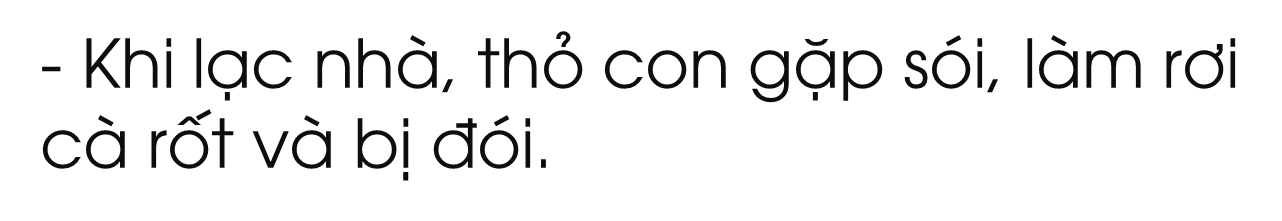 - Khi lạc nhà, thỏ con gặp sói, làm rơi
cà rốt và bị đói.